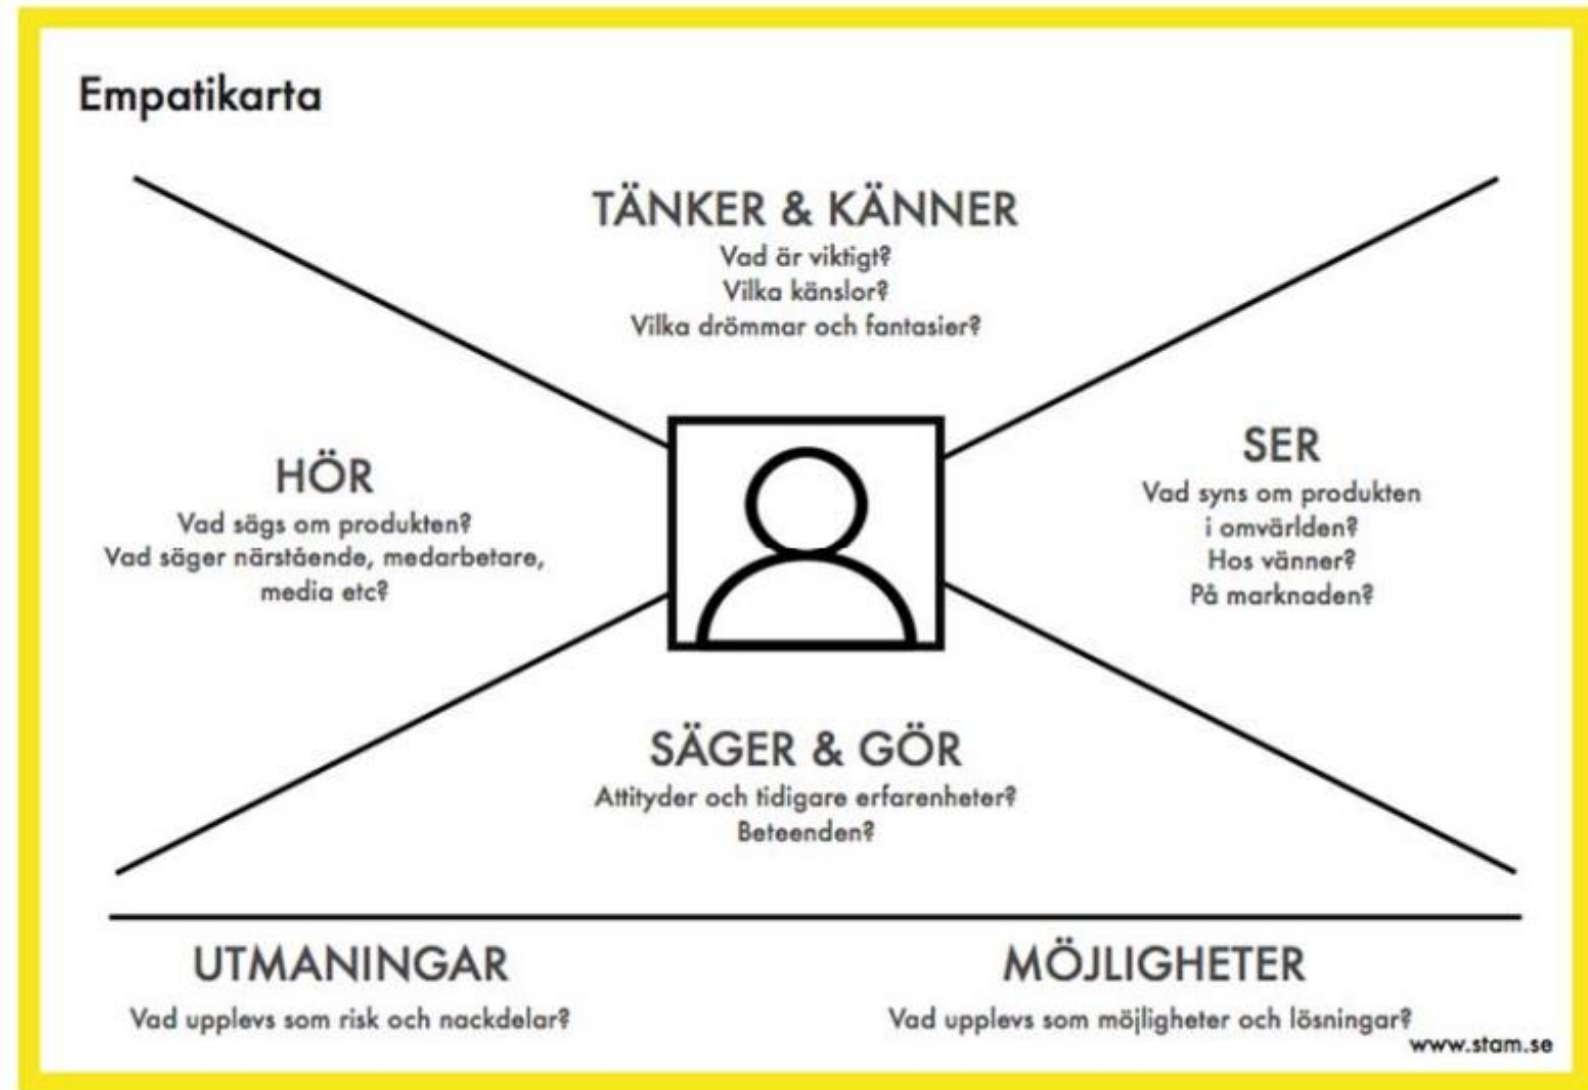 Empatikarta
TÄNKER & KÄNNER
Vad är viktigt?
Vilka känslor?
Vilka drömmar och fantasier?
HÖR
Vad sägs om produkten?
Vad säger närstående, medarbetare,
media etc?
SER
Vad syns om produkten
i omvärlden?
Hos vänner?
På marknaden?
SÄGER & GÖR
Attityder och tidigare erfarenheter?
Beteenden?
UTMANINGAR
Vad upplevs som risk och nackdelar?
MÖJLIGHETER
Vad upplevs som möjligheter och lösningar?
www.stam.se